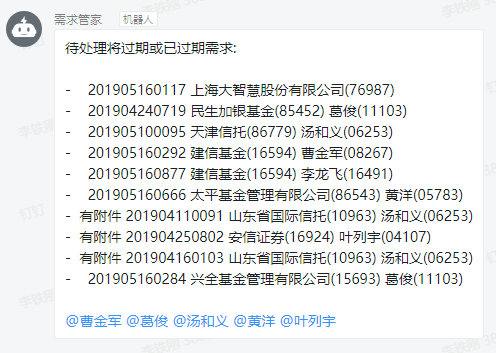 需求管家 机器人
待处理将过期或已过期需求:
- 201905160117 上海大智慧股份有限公司(76987)
- 201904240719 民生加银基金(85452) 葛俊(11103)
- 201905100095 天津信托(86779) 汤和义(06253)
- 201905160292 建信基金(16594) 曹金军(08267)
- 201905160877 建信基金(16594) 李龙飞(16491)
- 201905160666 太平基金管理有限公司(86543) 黄洋(05783)
- 有附件 201904110091 山东省国际信托(10963) 汤和义(06253)
- 有附件 201904250802 安信证券(16924) 叶列宇(04107)
- 有附件 201904160103 山东省国际信托(10963) 汤和义(06253)
- 201905160284 兴全基金管理有限公司(15693) 葛俊(11103)
@曹金军 @葛俊 @汤和义 @黄洋 @叶列宇